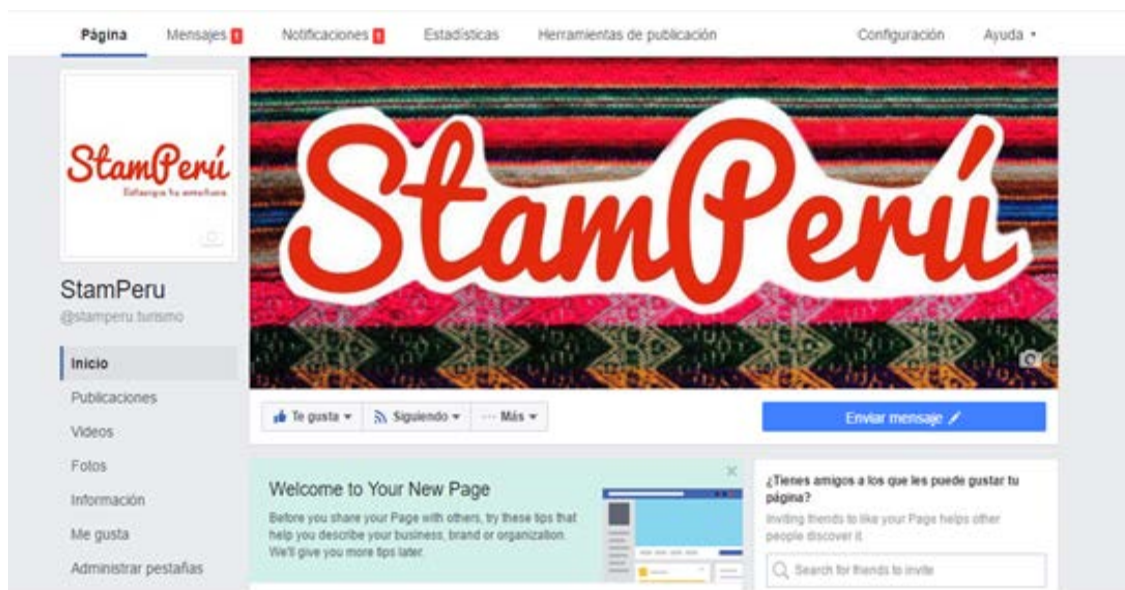 Página Mensajes 1 Notificaciones 1 Estadísticas Herramientas de publicación Configuración Ayuda
StamPerú
StamPerú
StamPeru
@stamperu.turismo
Inicio
Publicaciones
Videos
Fotos
Información
Me gusta
Administrar pestañas
Te gusta Siguiendo ··· Más
Enviar mensaje
Welcome to Your New Page
Before you share your Page with others, try these tips that
help you describe your business, brand or organization.
We'll give you more tips later.
¿Tienes amigos a los que les puede gustar tu
página?
Inviting friends to like your Page helps other
people discover it.
Search for friends to invite